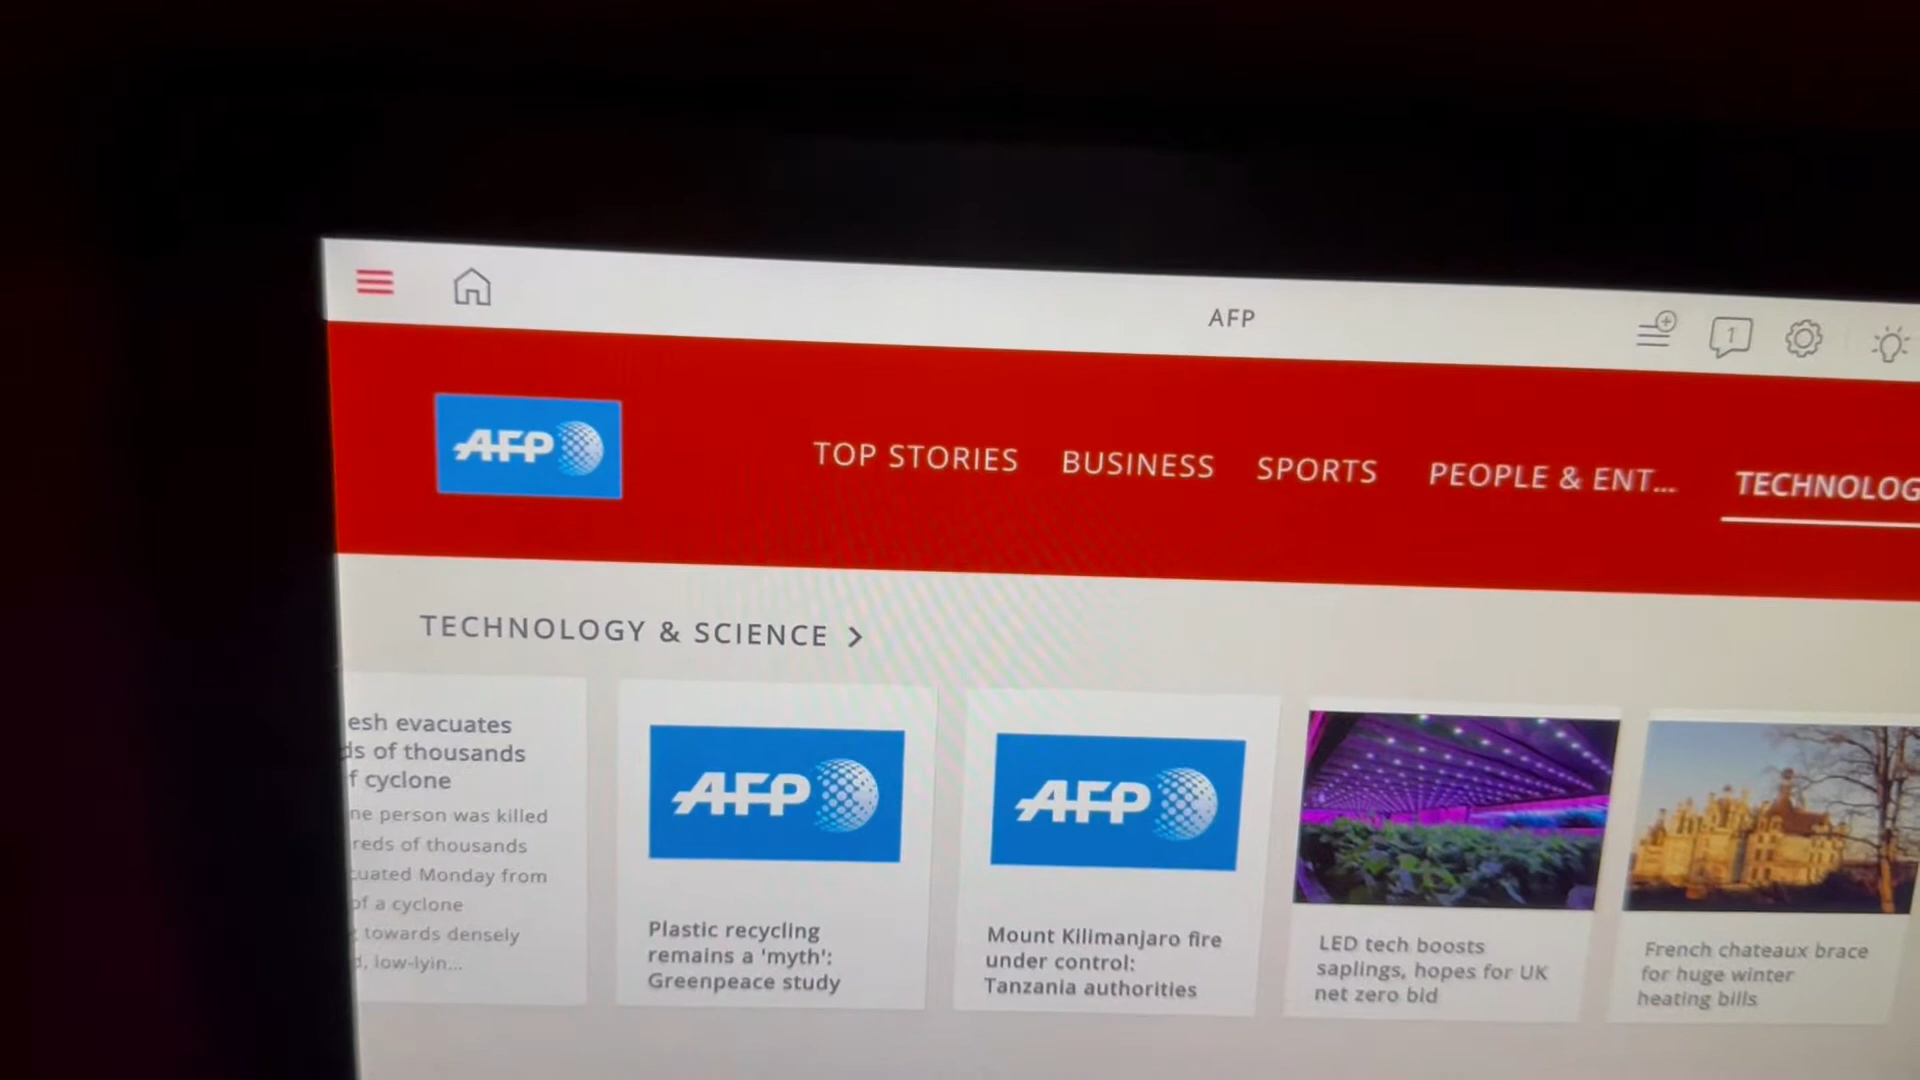 AFP
1
AFP
TOP STORIES
BUSINESS
SPORTS
PEOPLE & ENT...
TECHNOLOG
TECHNOLOGY & SCIENCE >
esh evacuates
ds of thousands
f cyclone
ne person was killed
reds of thousands
cuated Monday from
of a cyclone
towards densely
d, low-lyin...
AFP
Plastic recycling
remains a 'myth':
Greenpeace study
AFP
Mount Kilimanjaro fire
under control:
Tanzania authorities
LED tech boosts
saplings, hopes for UK
net zero bid
French chateaux brace
for huge winter
heating bills